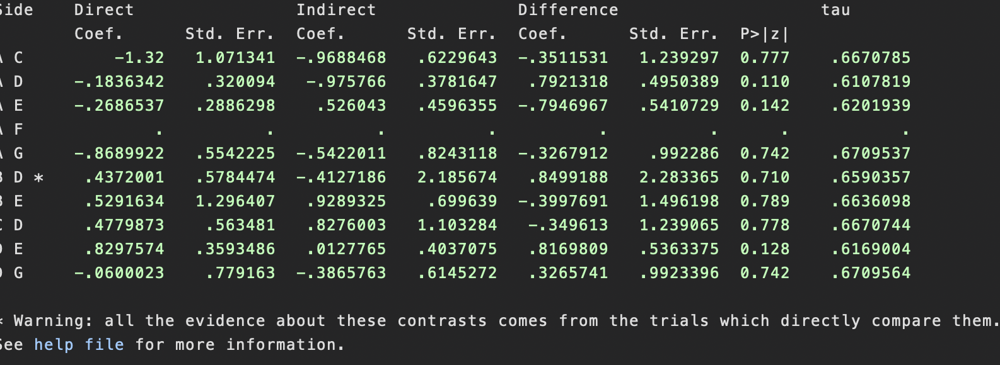 Side Direct Indirect Difference tau
Coef. Std. Err. Coef. Std. Err. Coef. Std. Err. P>|z|
A C -1.32 1.071341 -.9688468 .6229643 -.3511531 1.239297 0.777 .6670785
A D -.1836342 .320094 -.975766 .3781647 .7921318 .4950389 0.110 .6107819
A E -.2686537 .2886298 .526043 .4596355 -.7946967 .5410729 0.142 .6201939
A F . . . . . . . .
A G -.8689922 .5542225 -.5422011 .8243118 -.3267912 .992286 0.742 .6709537
B D * .4372001 .5784474 -.4127186 2.185674 .8499188 2.283365 0.710 .6590357
B E .5291634 1.296407 .9289325 .699639 -.3997691 1.496198 0.789 .6636098
C D .4779873 .563481 .8276003 1.103284 -.349613 1.239065 0.778 .6670744
D E .8297574 .3593486 .0127765 .4037075 .8169809 .5363375 0.128 .6169004
D G -.0600023 .779163 -.3865763 .6145272 .3265741 .9923396 0.742 .6709564
* Warning: all the evidence about these contrasts comes from the trials which directly compare them.
See help file for more information.